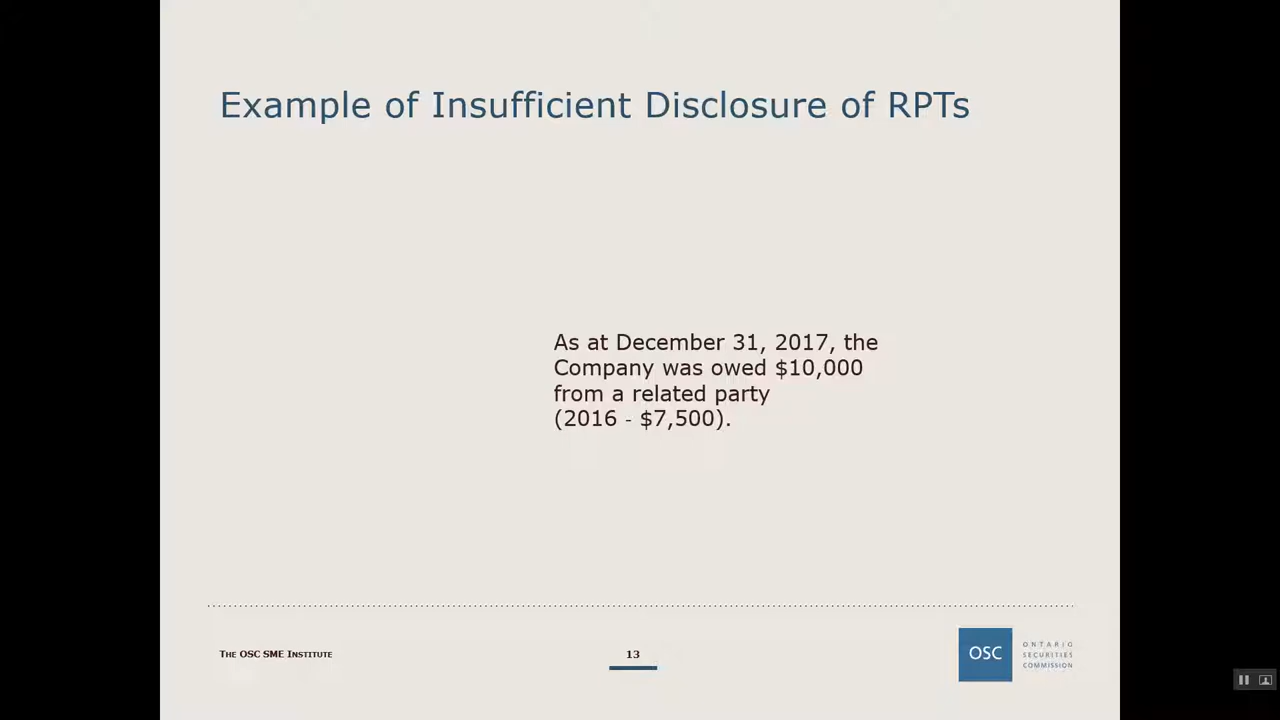 Example of Insufficient Disclosure of RPTs
As at December 31, 2017, the
Company was owed $10,000
from a related party
(2016 - $7,500).
THE OSC SME INSTITUTE
13
OSC
ONTARIO
SECURITIES
COMMISSION